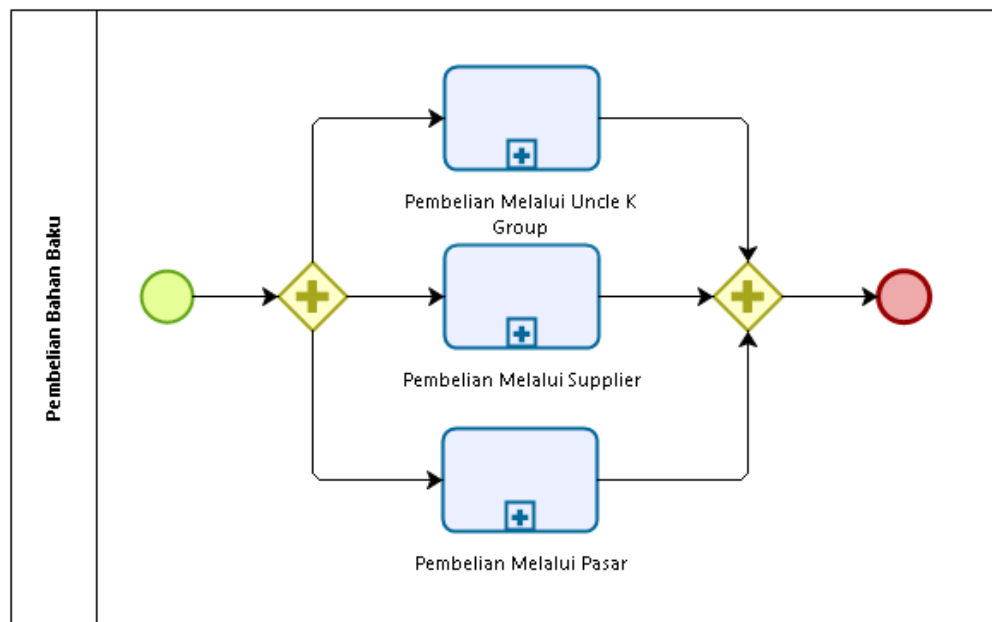 Pembelian Bahan Baku
Pembelian Melalui Uncle K
Group
Pembelian Melalui Supplier
Pembelian Melalui Pasar